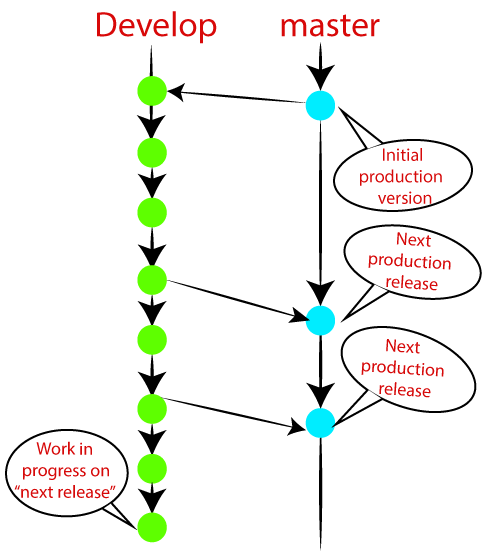 Develop
master
Initial
production
version
Next
production
release
Next
production
release
Work in
progress on
“next release”